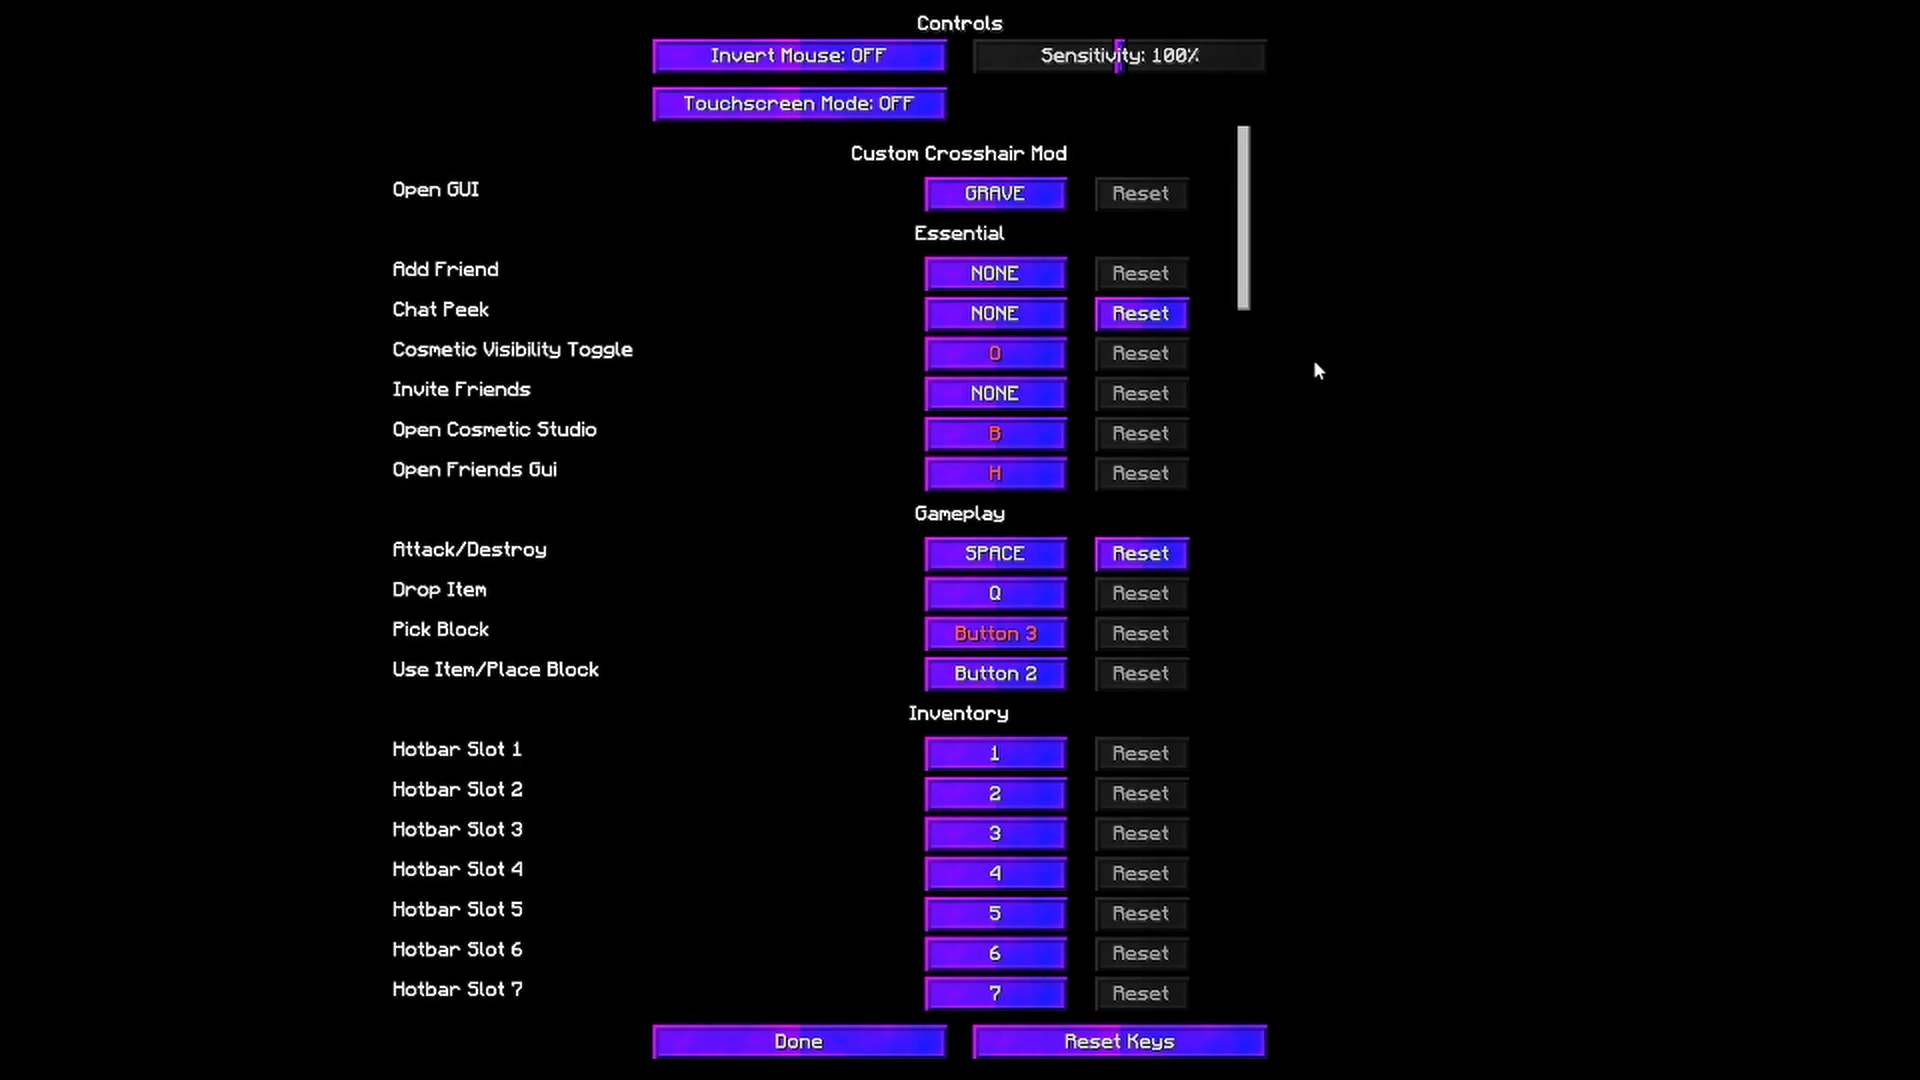 Controls
Invert Mouse: OFF Sensitivity: 100%
Touchscreen Mode: OFF
Custom Crosshair Mod
Open GUI GRAVE Reset
Essential
Add Friend NONE Reset
Chat Peek NONE Reset
Cosmetic Visibility Toggle O Reset
Invite Friends NONE Reset
Open Cosmetic Studio B Reset
Open Friends Gui H Reset
Gameplay
Attack/Destroy SPACE Reset
Drop Item Q Reset
Pick Block Button 3 Reset
Use Item/Place Block Button 2 Reset
Inventory
Hotbar Slot 1 1 Reset
Hotbar Slot 2 2 Reset
Hotbar Slot 3 3 Reset
Hotbar Slot 4 4 Reset
Hotbar Slot 5 5 Reset
Hotbar Slot 6 6 Reset
Hotbar Slot 7 7 Reset
Done Reset Keys